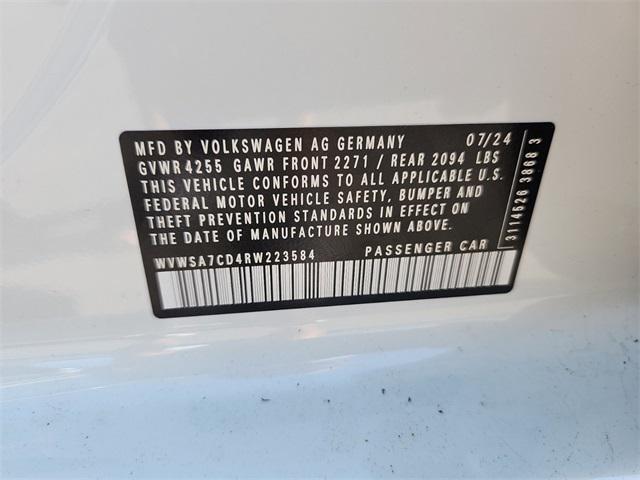 MFD BY VOLKSWAGEN AG GERMANY 07/24
GVWR 4255 GAWR FRONT 2271 / REAR 2094 LBS
THIS VEHICLE CONFORMS TO ALL APPLICABLE U.S.
FEDERAL MOTOR VEHICLE SAFETY, BUMPER AND
THEFT PREVENTION STANDARDS IN EFFECT ON
THE DATE OF MANUFACTURE SHOWN ABOVE.
WVWSA7CD4RW223584 PASSENGER CAR
3114626 3868 3